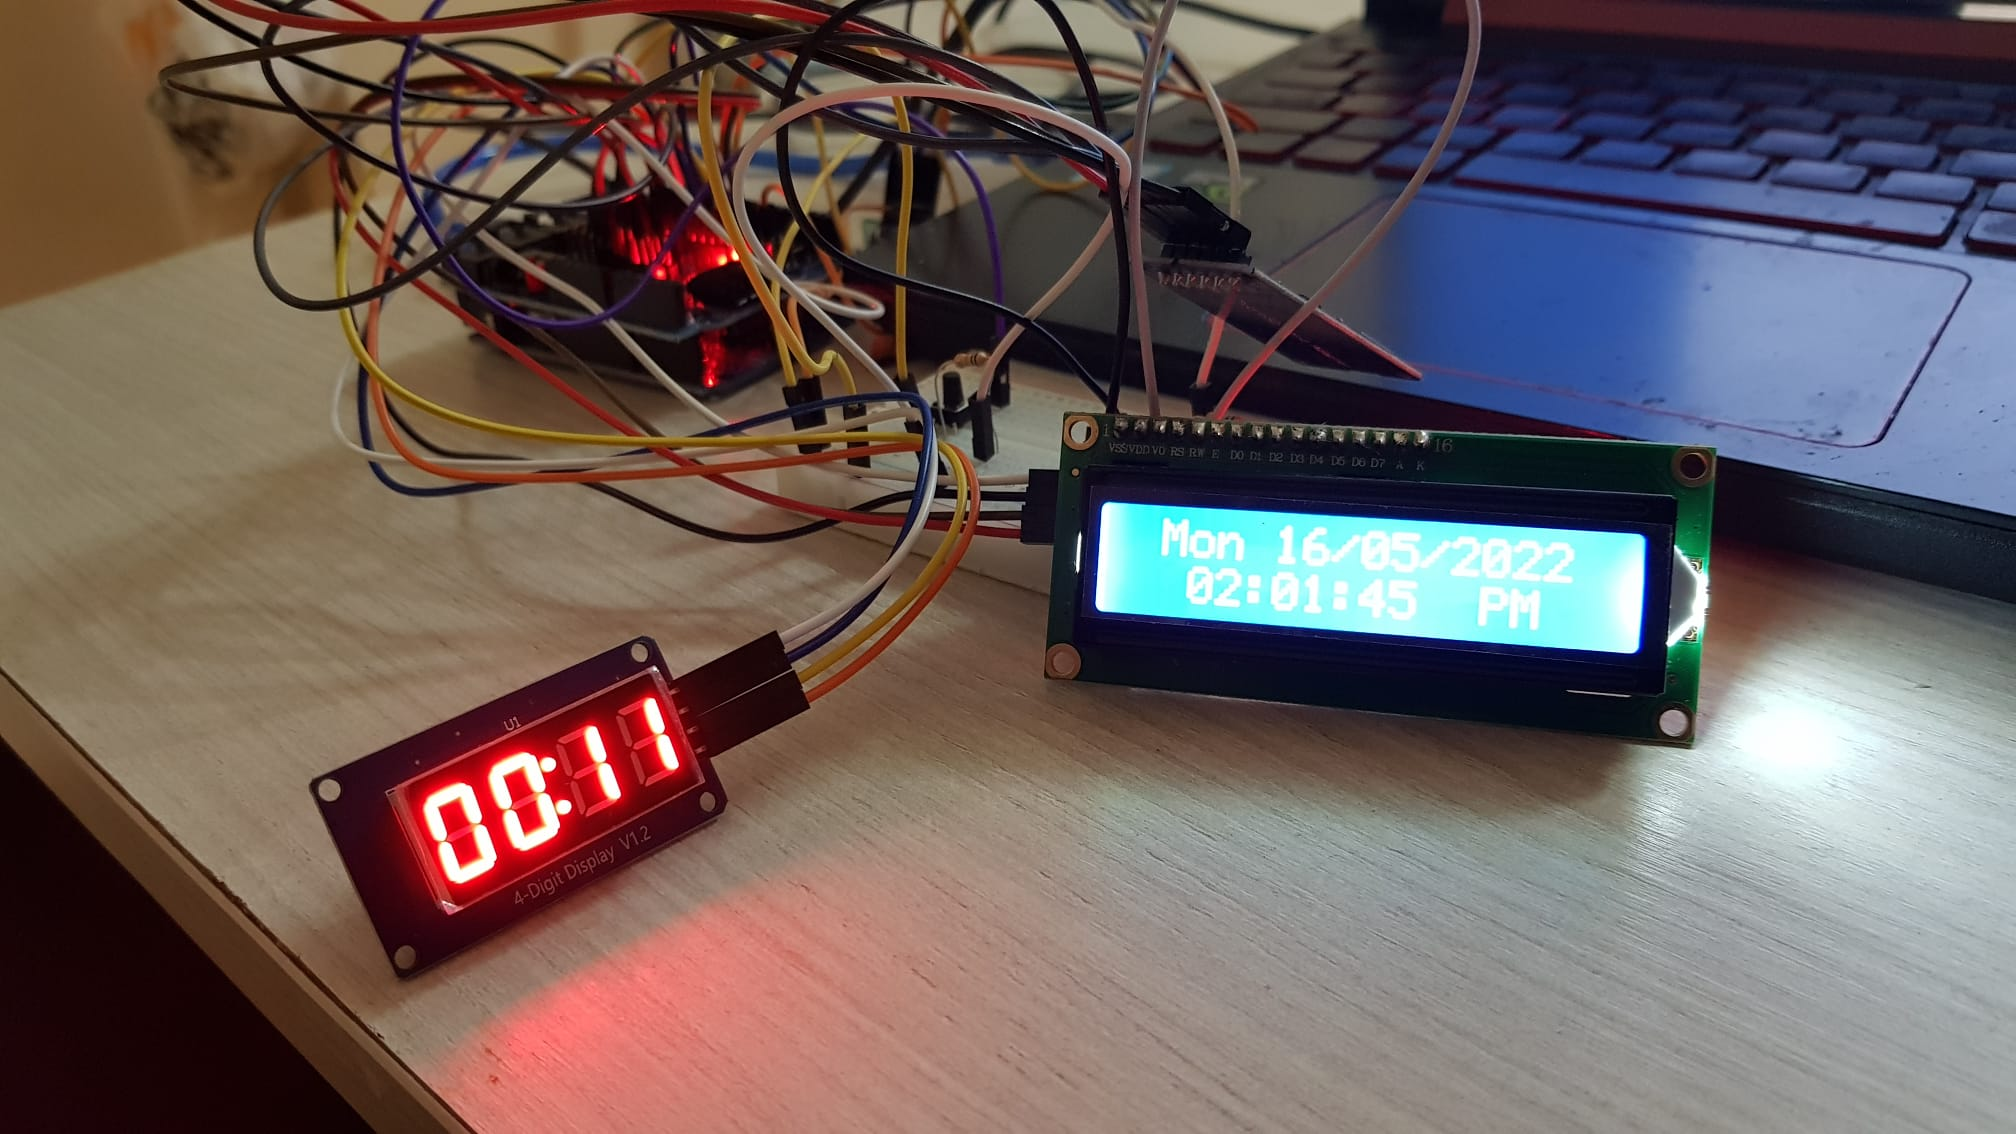 1 16
VSS VDD VO RS RW E D0 D1 D2 D3 D4 D5 D6 D7 A K
Mon 16/05/2022
02:01:45 PM
U1
00:11
4-Digit Display V1.2